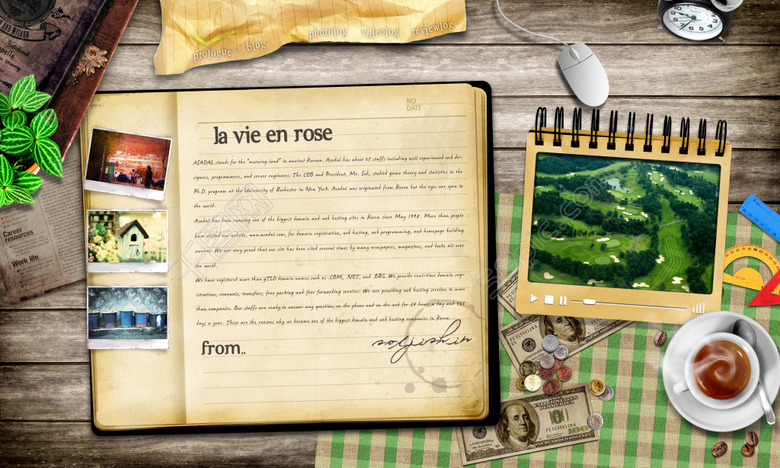 prologue blog photolog videolog reviewlog
NO
DATE
la vie en rose
ASADAL stands for the "morning land" in ancient Korean. Asadal has about 35 staffs including well experienced web de-
signers, programmers, and server engineers. The CEO and President, Mr. Suh, studied game theory and statistics in the
Ph.D. program at the University of Rochester in New York. Asadal was originated from Korea but the eyes are open to
the world.
Asadal has been running one of the biggest domain and web hosting sites in Korea since May 1998. More than people
have visited our website, www.asadal.com, for domain registration, web hosting, web programming, and homepage building
services. We are very proud that our site has been cited several times by many newspapers, magazines, and books all over
the world.
We have registered more than domain names such as .COM, .NET, and .ORG. We provide real-time domain regi-
strations, renewals, transfers, free parking and free forwarding services. We are providing web hosting services to more
than companies. Our staffs are ready to answer any questions on the phone and on the web for 24 hours a day and 365
days a year. These are the reasons why we became one of the biggest domain and web hosting companies in Korea.
from..
Career
resources
Work life
100